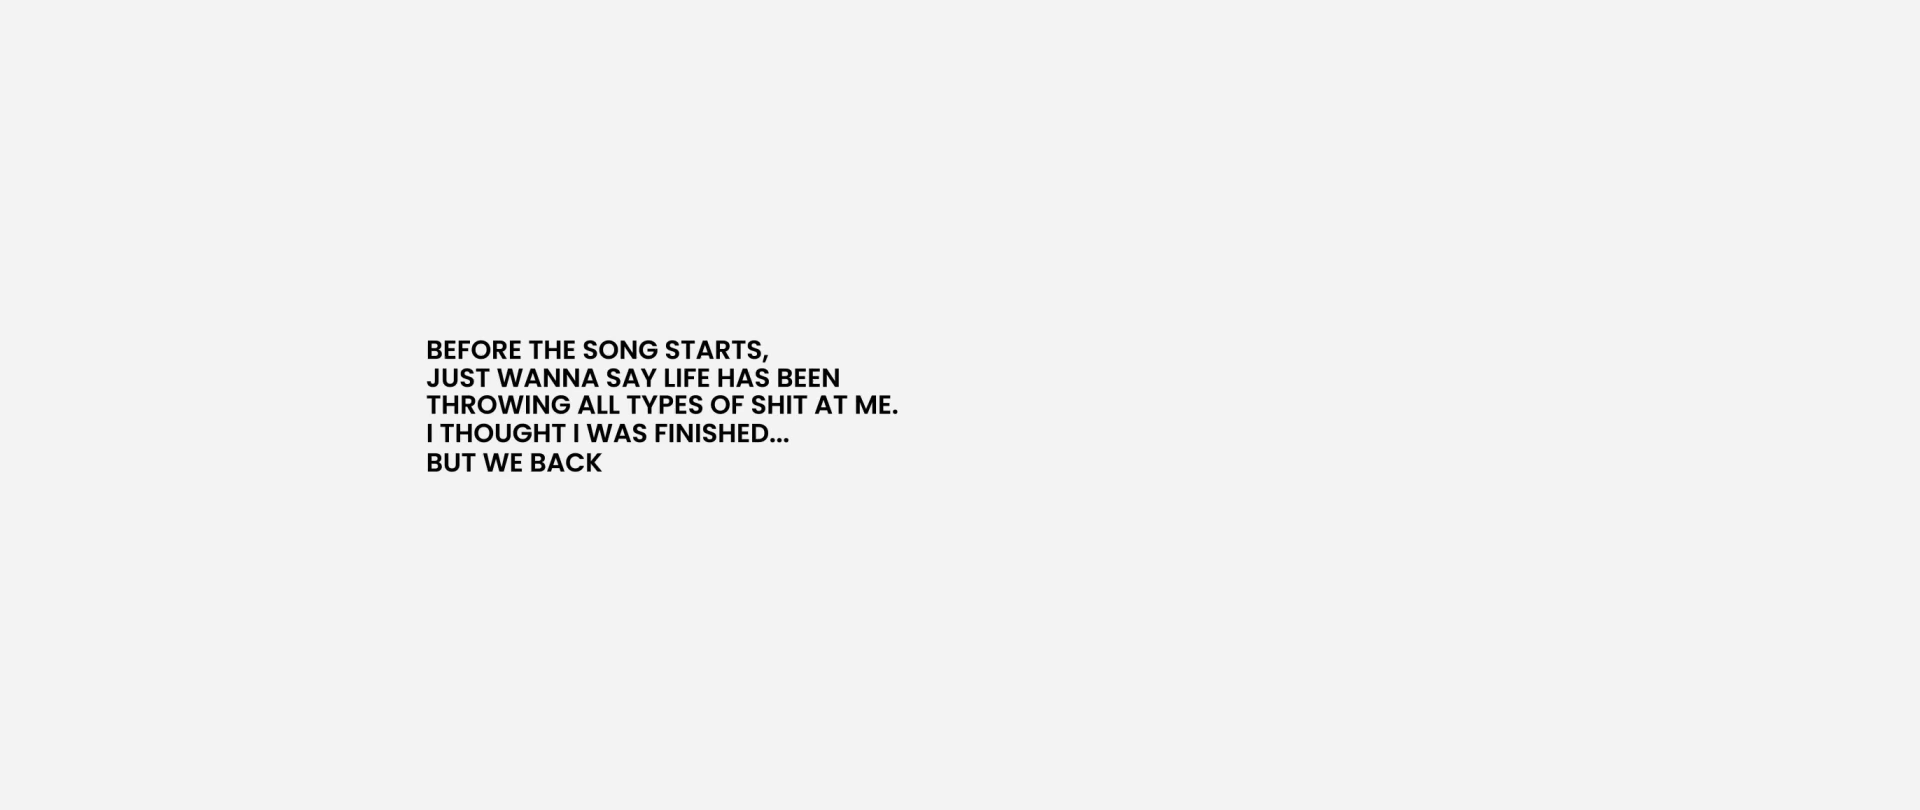 BEFORE THE SONG STARTS,
JUST WANNA SAY LIFE HAS BEEN
THROWING ALL TYPES OF SHIT AT ME.
I THOUGHT I WAS FINISHED...
BUT WE BACK